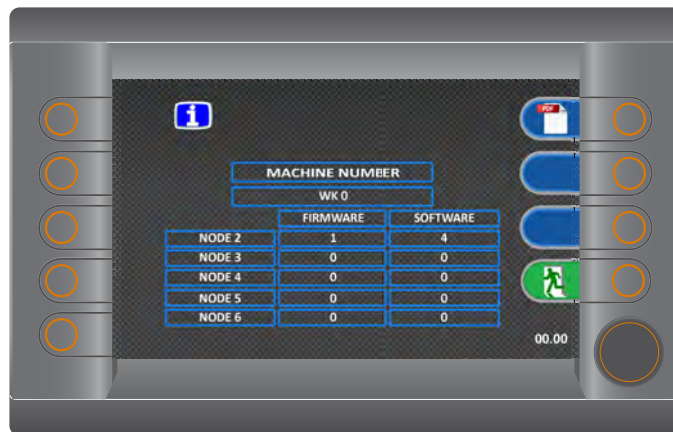 i
PDF
MACHINE NUMBER
WK 0
FIRMWARE SOFTWARE
NODE 2 1 4
NODE 3 0 0
NODE 4 0 0
NODE 5 0 0
NODE 6 0 0
00.00